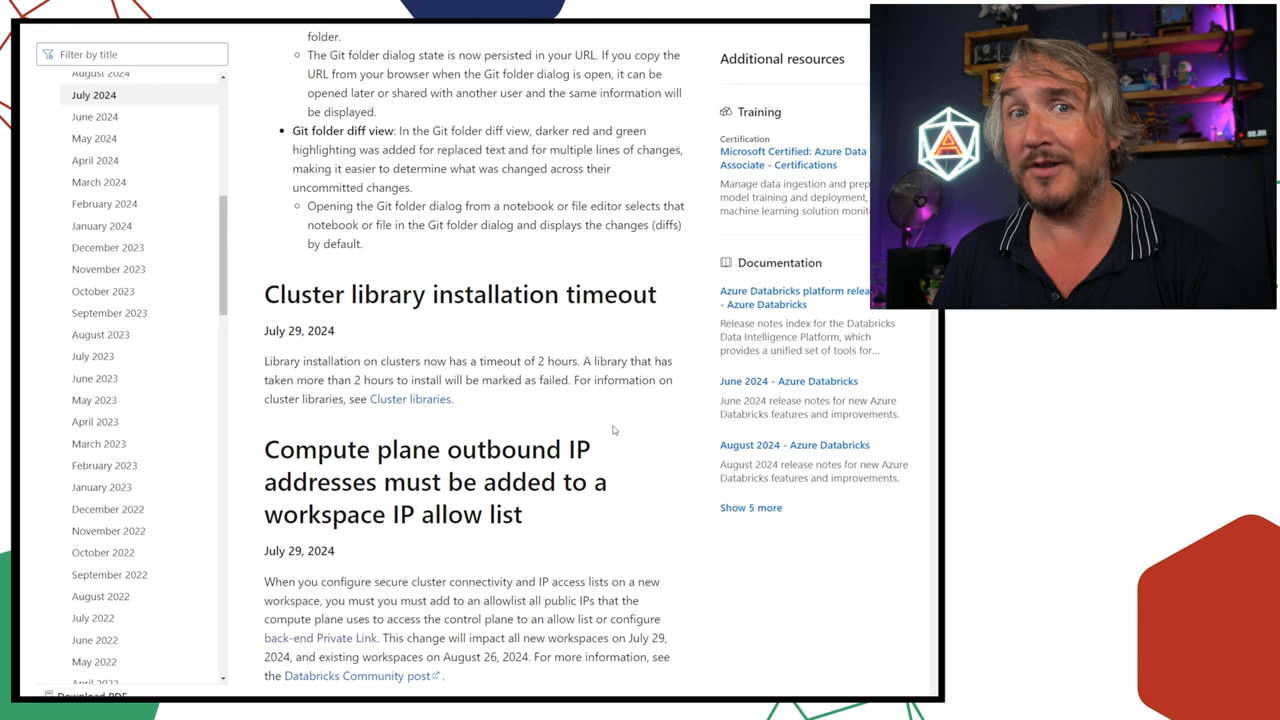 Filter by title
August 2024
July 2024
June 2024
May 2024
April 2024
March 2024
February 2024
January 2024
December 2023
November 2023
October 2023
September 2023
August 2023
July 2023
June 2023
May 2023
April 2023
March 2023
February 2023
January 2023
December 2022
November 2022
October 2022
September 2022
August 2022
July 2022
June 2022
May 2022
April 2022
Download PDF
folder.
The Git folder dialog state is now persisted in your URL. If you copy the
URL from your browser when the Git folder dialog is open, it can be
opened later or shared with another user and the same information will
be displayed.
Git folder diff view: In the Git folder diff view, darker red and green
highlighting was added for replaced text and for multiple lines of changes,
making it easier to determine what was changed across their
uncommitted changes.
Opening the Git folder dialog from a notebook or file editor selects that
notebook or file in the Git folder dialog and displays the changes (diffs)
by default.
Cluster library installation timeout
July 29, 2024
Library installation on clusters now has a timeout of 2 hours. A library that has
taken more than 2 hours to install will be marked as failed. For information on
cluster libraries, see Cluster libraries.
Compute plane outbound IP
addresses must be added to a
workspace IP allow list
July 29, 2024
When you configure secure cluster connectivity and IP access lists on a new
workspace, you must you must add to an allowlist all public IPs that the
compute plane uses to access the control plane to an allow list or configure
back-end Private Link. This change will impact all new workspaces on July 29,
2024, and existing workspaces on August 26, 2024. For more information, see
the Databricks Community post .
Additional resources
Training
Certification
Microsoft Certified: Azure Data
Associate - Certifications
Manage data ingestion and prep
model training and deployment,
machine learning solution monit
Documentation
Azure Databricks platform relea
- Azure Databricks
Release notes index for the Databricks
Data Intelligence Platform, which
provides a unified set of tools for...
June 2024 - Azure Databricks
June 2024 release notes for new Azure
Databricks features and improvements.
August 2024 - Azure Databricks
August 2024 release notes for new Azure
Databricks features and improvements.
Show 5 more
A